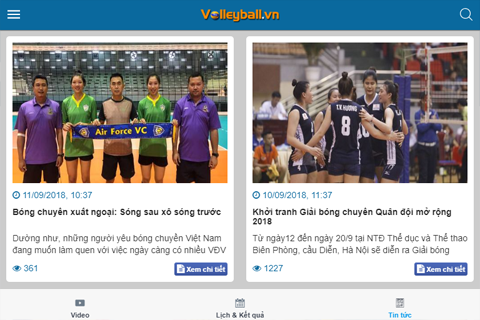 Volleyball.vn
Air Force VC
T.X HƯƠNG
8
11/09/2018, 10:37
Bóng chuyền xuất ngoại: Sóng sau xô sóng trước
Dường như, những người yêu bóng chuyền Việt Nam
đang muốn làm quen với việc ngày càng có nhiều VĐV
361
Xem chi tiết
10/09/2018, 11:37
Khởi tranh Giải bóng chuyền Quân đội mở rộng
2018
Từ ngày12 đến ngày 20/9 tại NTĐ Thể dục và Thể thao
Biên Phòng, cầu Diễn, Hà Nội sẽ diễn ra Giải bóng
1227
Xem chi tiết
Video
Lịch & Kết quả
Tin tức